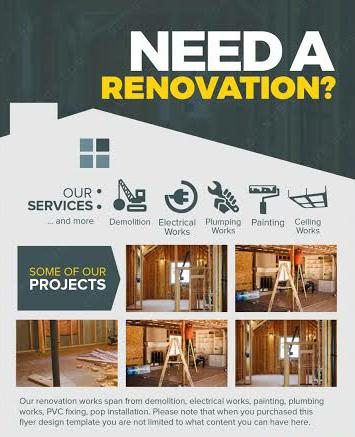 NEED A
RENOVATION?
OUR
SERVICES
... and more
Demolition
Electrical
Works
Plumbing
Works
Painting
Ceiling
Works
SOME OF OUR
PROJECTS
Our renovation works span from demolition, electrical works, painting, plumbing
works, PVC fixing, pop installation. Please note that when you purchased this
flyer design template you are not limited to what content you can have here.